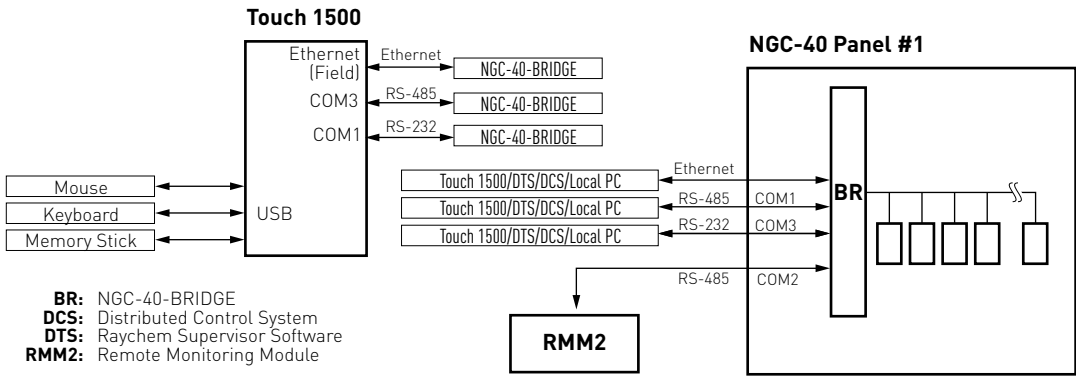 Touch 1500
Ethernet
(Field)
COM3
COM1
USB
Ethernet
RS-485
RS-232
NGC-40-BRIDGE
NGC-40-BRIDGE
NGC-40-BRIDGE
Mouse
Keyboard
Memory Stick
NGC-40 Panel #1
Touch 1500/DTS/DCS/Local PC
Touch 1500/DTS/DCS/Local PC
Touch 1500/DTS/DCS/Local PC
Ethernet
RS-485 COM1
RS-232 COM3
RS-485 COM2
BR
RMM2
BR: NGC-40-BRIDGE
DCS: Distributed Control System
DTS: Raychem Supervisor Software
RMM2: Remote Monitoring Module